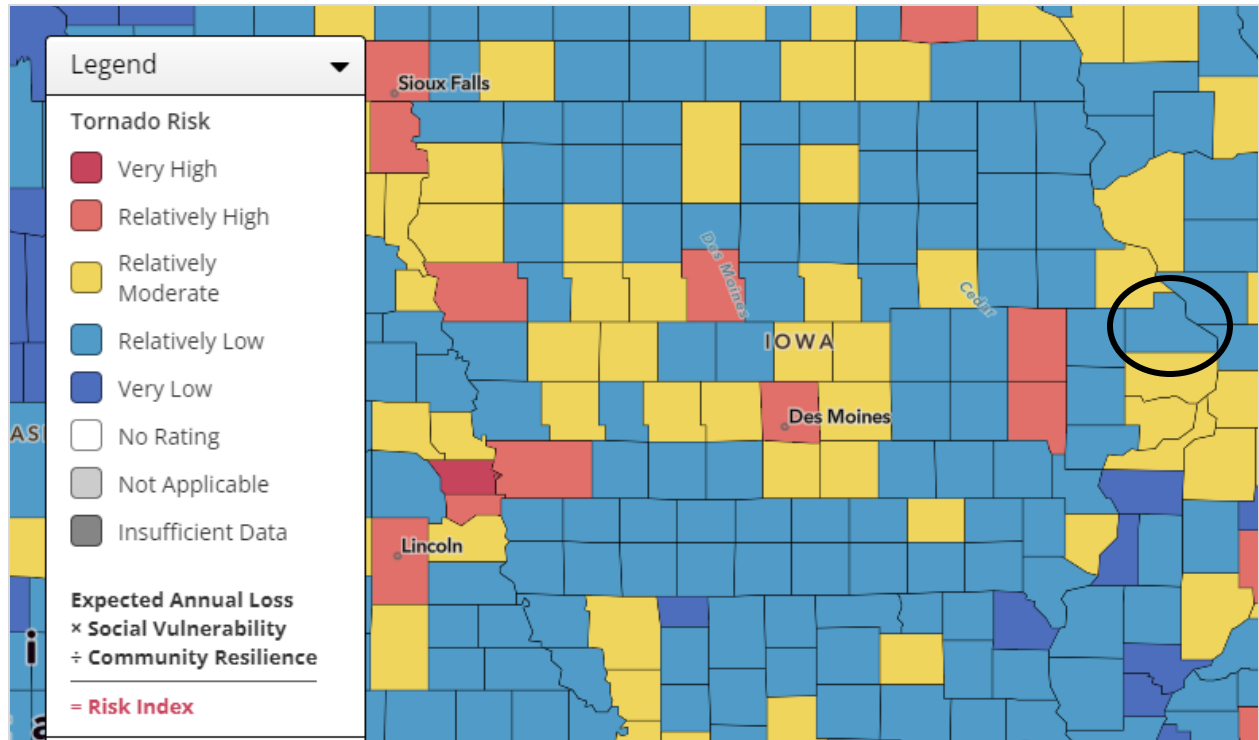 Legend
Tornado Risk
Very High
Relatively High
Relatively
Moderate
Relatively Low
Very Low
No Rating
Not Applicable
Insufficient Data
Expected Annual Loss
× Social Vulnerability
÷ Community Resilience
= Risk Index
Sioux Falls
Des Moines
Cedar
IOWA
Des Moines
Lincoln
AS
i
a